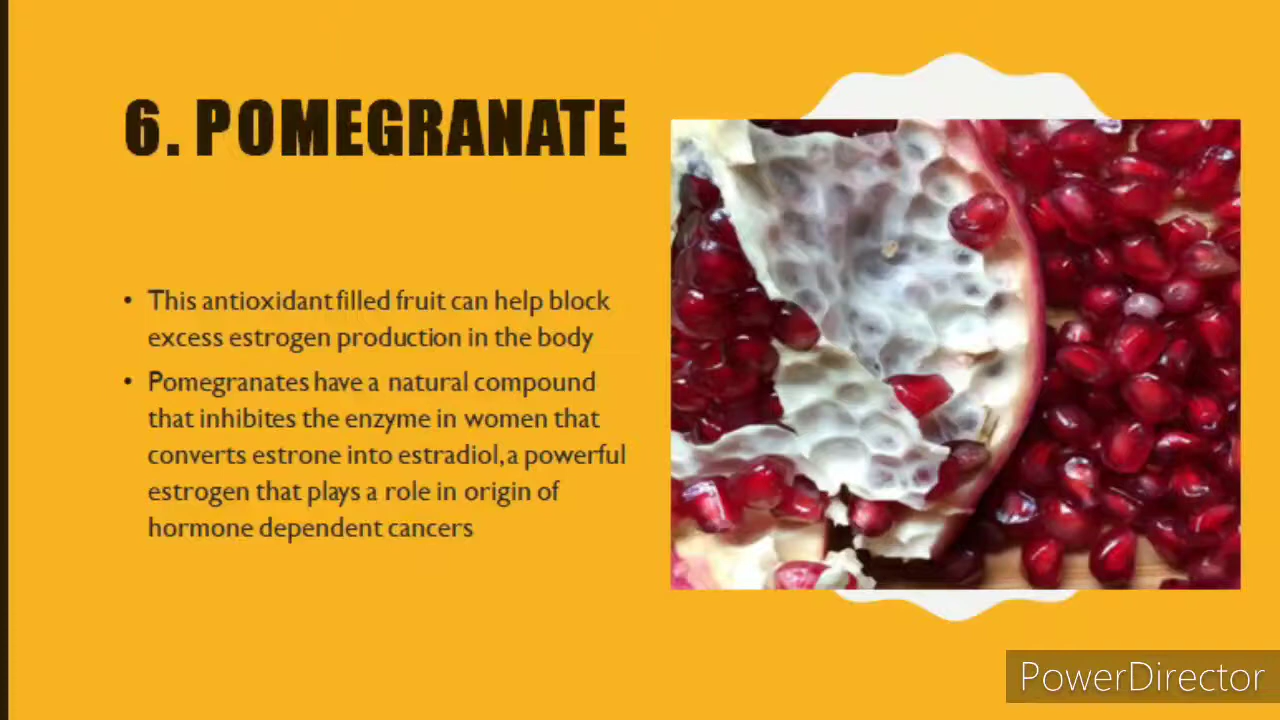 6. POMEGRANATE
• This antioxidant filled fruit can help block
excess estrogen production in the body
• Pomegranates have a natural compound
that inhibites the enzyme in women that
converts estrone into estradiol,a powerful
estrogen that plays a role in origin of
hormone dependent cancers
PowerDirector